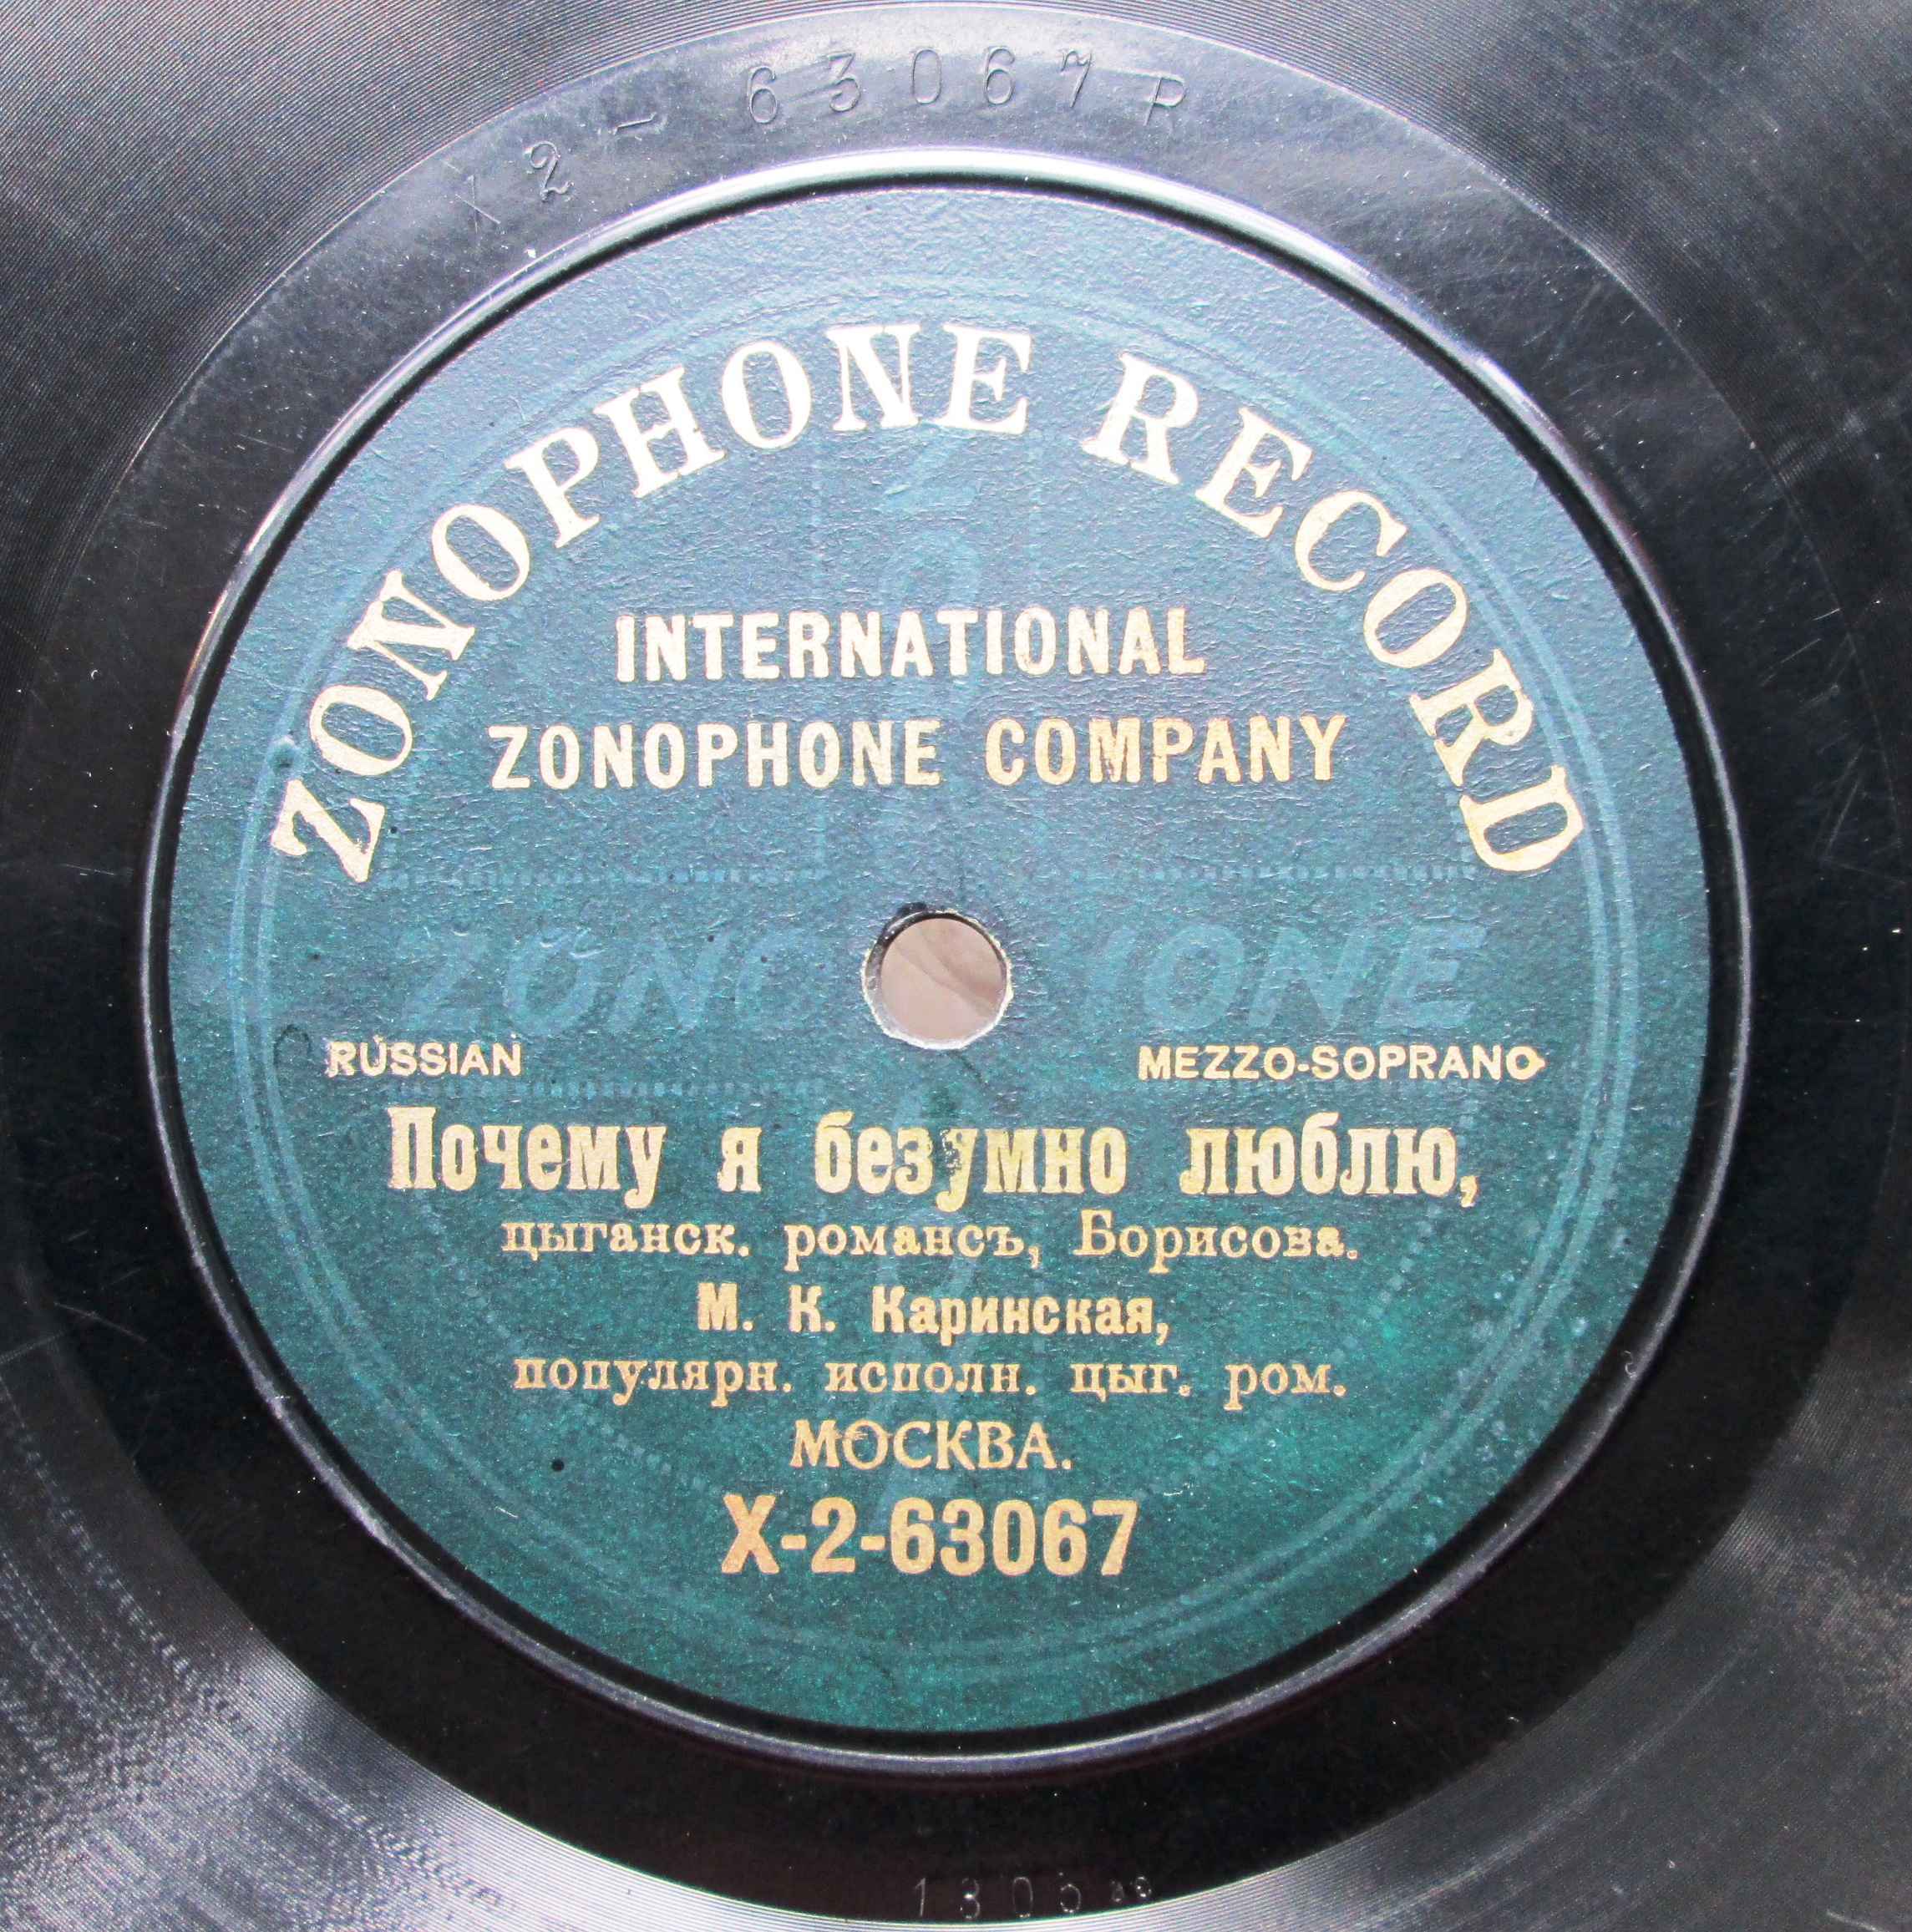 X2-63067R
ZONOPHONE RECORD
INTERNATIONAL
ZONOPHONE COMPANY
RUSSIAN MEZZO-SOPRANO
Почему я безумно люблю,
цыганск. романсъ, Борисова.
М. К. Каринская,
популярн. исполн. цыг. ром.
МОСКВА.
X-2-63067